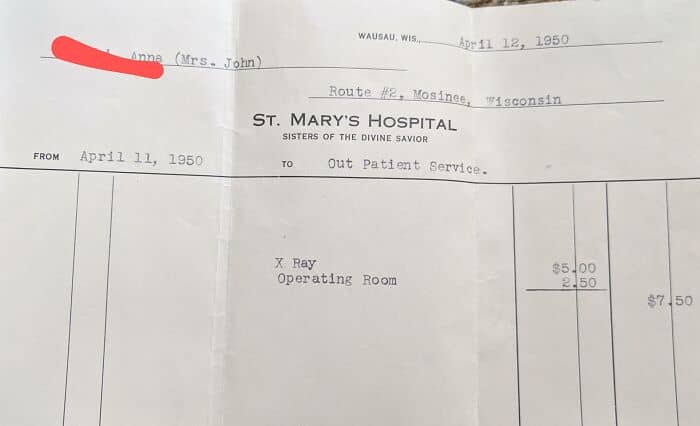 WAUSAU, WIS., April 12, 1950
Anna (Mrs. John)
Route #2, Mosinee, Wisconsin
ST. MARY'S HOSPITAL
SISTERS OF THE DIVINE SAVIOR
FROM April 11, 1950 TO Out Patient Service.
X Ray $5.00
Operating Room 2.50
$7.50